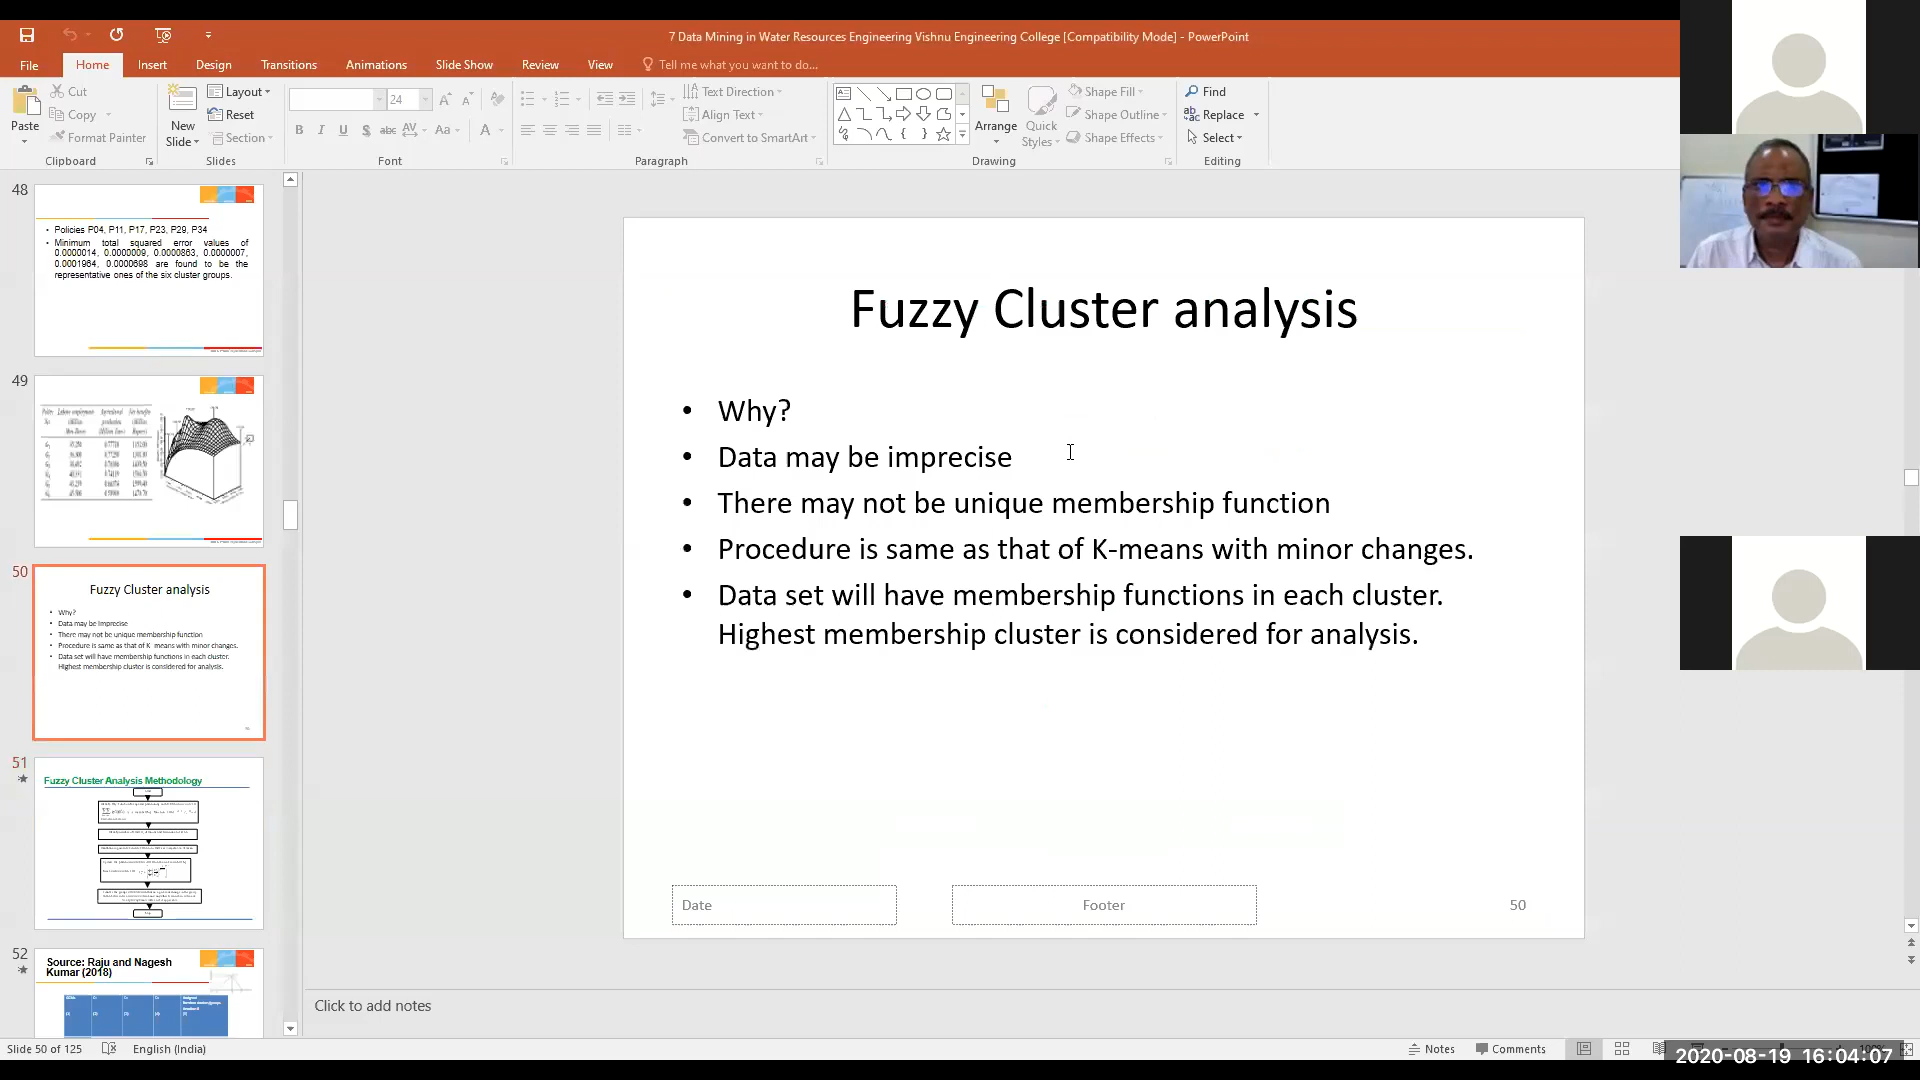 7 Data Mining in Water Resources Engineering Vishnu Engineering College [Compatibility Mode] - PowerPoint
File Home Insert Design Transitions Animations Slide Show Review View Tell me what you want to do...
Paste
Cut
Copy
Format Painter
Clipboard
New
Slide
Layout
Reset
Section
Slides
24
Font
Paragraph
Text Direction
Align Text
Convert to SmartArt
Arrange
Quick
Styles
Shape Fill
Shape Outline
Shape Effects
Drawing
Find
Replace
Select
Editing
48
• Policies P04, P11, P17, P23, P29, P34
• Minimum total squared error values of
0.0000014, 0.0000009, 0.0000863, 0.0000007,
0.0001964, 0.0000698 are found to be the
representative ones of the six cluster groups.
49
50
Fuzzy Cluster analysis
• Why?
• Data may be imprecise
• There may not be unique membership function
• Procedure is same as that of K-means with minor changes.
• Data set will have membership functions in each cluster.
Highest membership cluster is considered for analysis.
51
Fuzzy Cluster Analysis Methodology
52
Source: Raju and Nagesh
Kumar (2018)
Fuzzy Cluster analysis
• Why?
• Data may be imprecise
• There may not be unique membership function
• Procedure is same as that of K-means with minor changes.
• Data set will have membership functions in each cluster.
Highest membership cluster is considered for analysis.
Date
Footer
50
Click to add notes
Slide 50 of 125
English (India)
Notes
Comments
2020-08-19 16:04:07